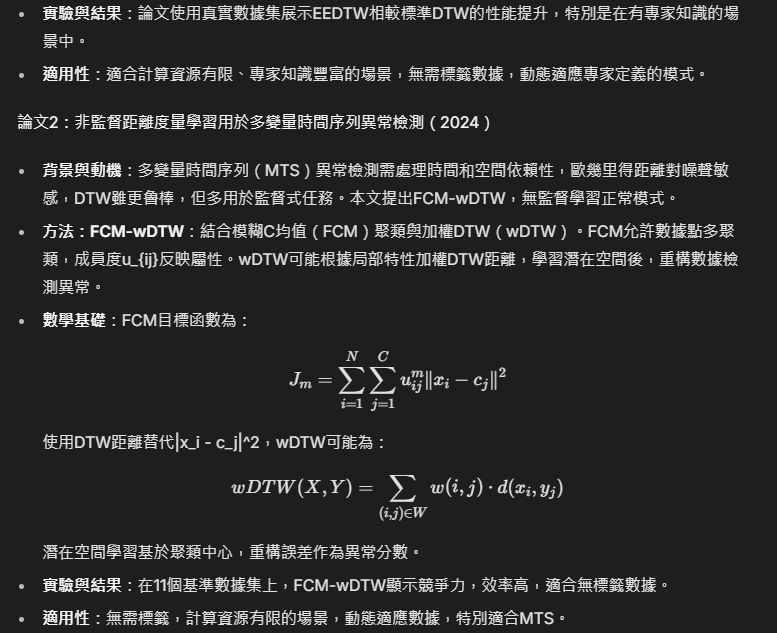 • 實驗與結果：論文使用真實數據集展示EEDTW相較標準DTW的性能提升，特別是在有專家知識的場
景中。
• 適用性：適合計算資源有限、專家知識豐富的場景，無需標籤數據，動態適應專家定義的模式。
論文2：非監督距離度量學習用於多變量時間序列異常檢測（2024）
• 背景與動機：多變量時間序列（MTS）異常檢測需處理時間和空間依賴性，歐幾里得距離對噪聲敏
感，DTW雖更魯棒，但多用於監督式任務。本文提出FCM-wDTW，無監督學習正常模式。
• 方法：FCM-wDTW：結合模糊C均值（FCM）聚類與加權DTW（wDTW）。FCM允許數據點多聚
類，成員度u_{ij}反映屬性。wDTW可能根據局部特性加權DTW距離，學習潛在空間後，重構數據檢
測異常。
• 數學基礎：FCM目標函數為：
J_m = \sum_{i=1}^{N} \sum_{j=1}^{C} u_{ij}^m \|x_i - c_j\|^2
使用DTW距離替代|x_i - c_j|^2，wDTW可能為：
wDTW(X, Y) = \sum_{(i,j)∈W} w(i, j) · d(x_i, y_j)
潛在空間學習基於聚類中心，重構誤差作為異常分數。
• 實驗與結果：在11個基準數據集上，FCM-wDTW顯示競爭力，效率高，適合無標籤數據。
• 適用性：無需標籤，計算資源有限的場景，動態適應數據，特別適合MTS。